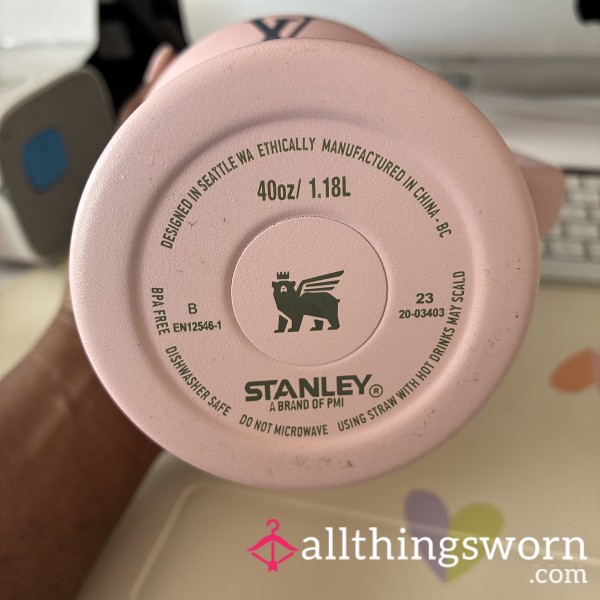 DESIGNED IN SEATTLE WA ETHICALLY MANUFACTURED IN CHINA - BC
40oz/ 1.18L
B
EN12546-1
23
20-03403
STANLEY®
A BRAND OF PMI
BPA FREE DISHWASHER SAFE DO NOT MICROWAVE USING STRAW WITH HOT DRINKS MAY SCALD
allthingsworn
.com